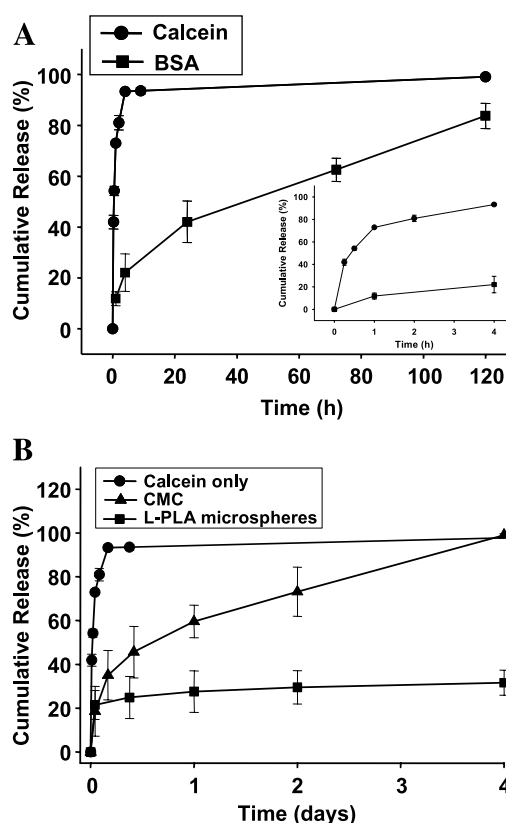 A
Calcein
BSA
Cumulative Release (%)
100
80
60
40
20
0
0 20 40 60 80 100 120
Time (h)
Cumulative Release (%)
100
80
60
40
20
0
0 1 2 3 4
Time (h)
B
Calcein only
CMC
L-PLA microspheres
Cumulative Release (%)
120
100
80
60
40
20
0
0 1 2 3 4
Time (days)